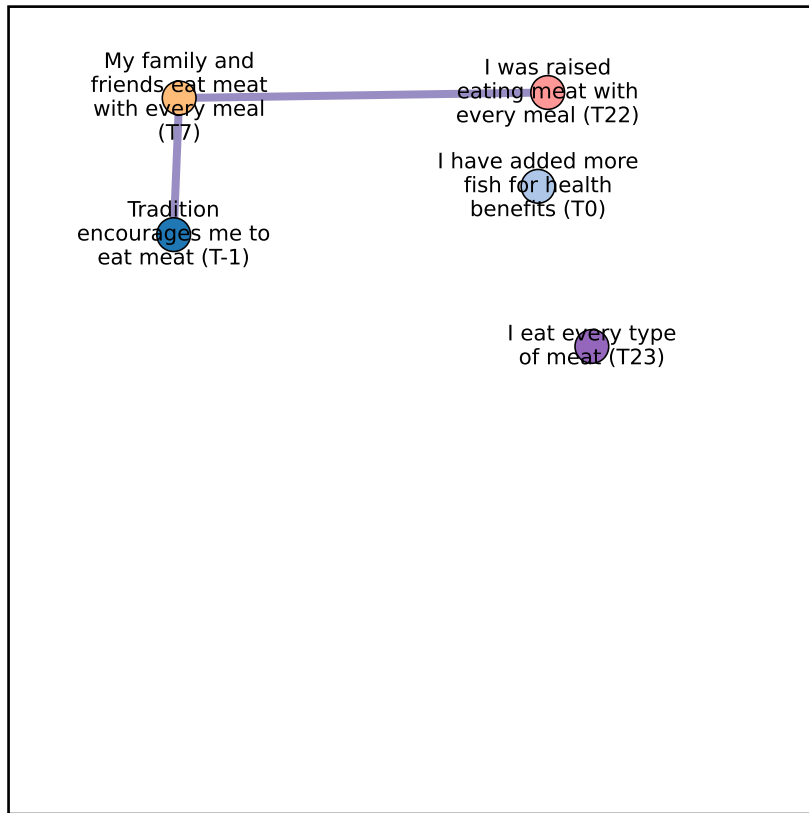 My family and
friends eat meat
with every meal
(T7)
I was raised
eating meat with
every meal (T22)
I have added more
fish for health
benefits (T0)
Tradition
encourages me to
eat meat (T-1)
I eat every type
of meat (T23)